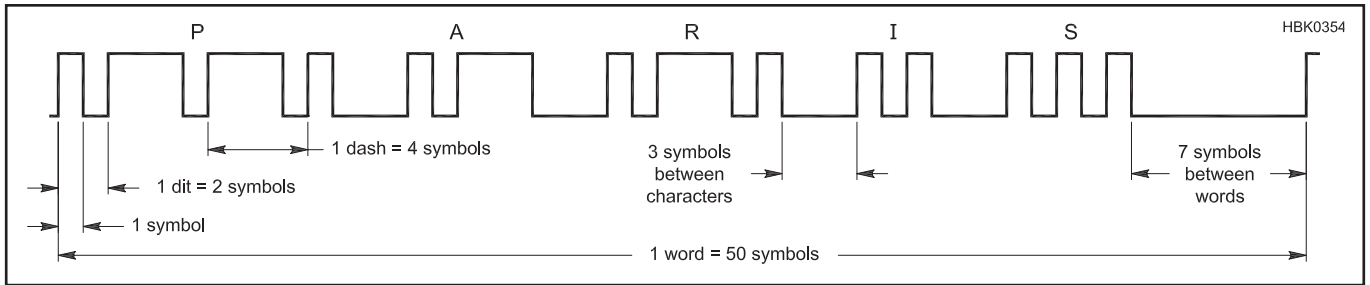 HBK0354
P A R I S
1 dash = 4 symbols
3 symbols
between
characters
7 symbols
between
words
1 dit = 2 symbols
1 symbol
1 word = 50 symbols